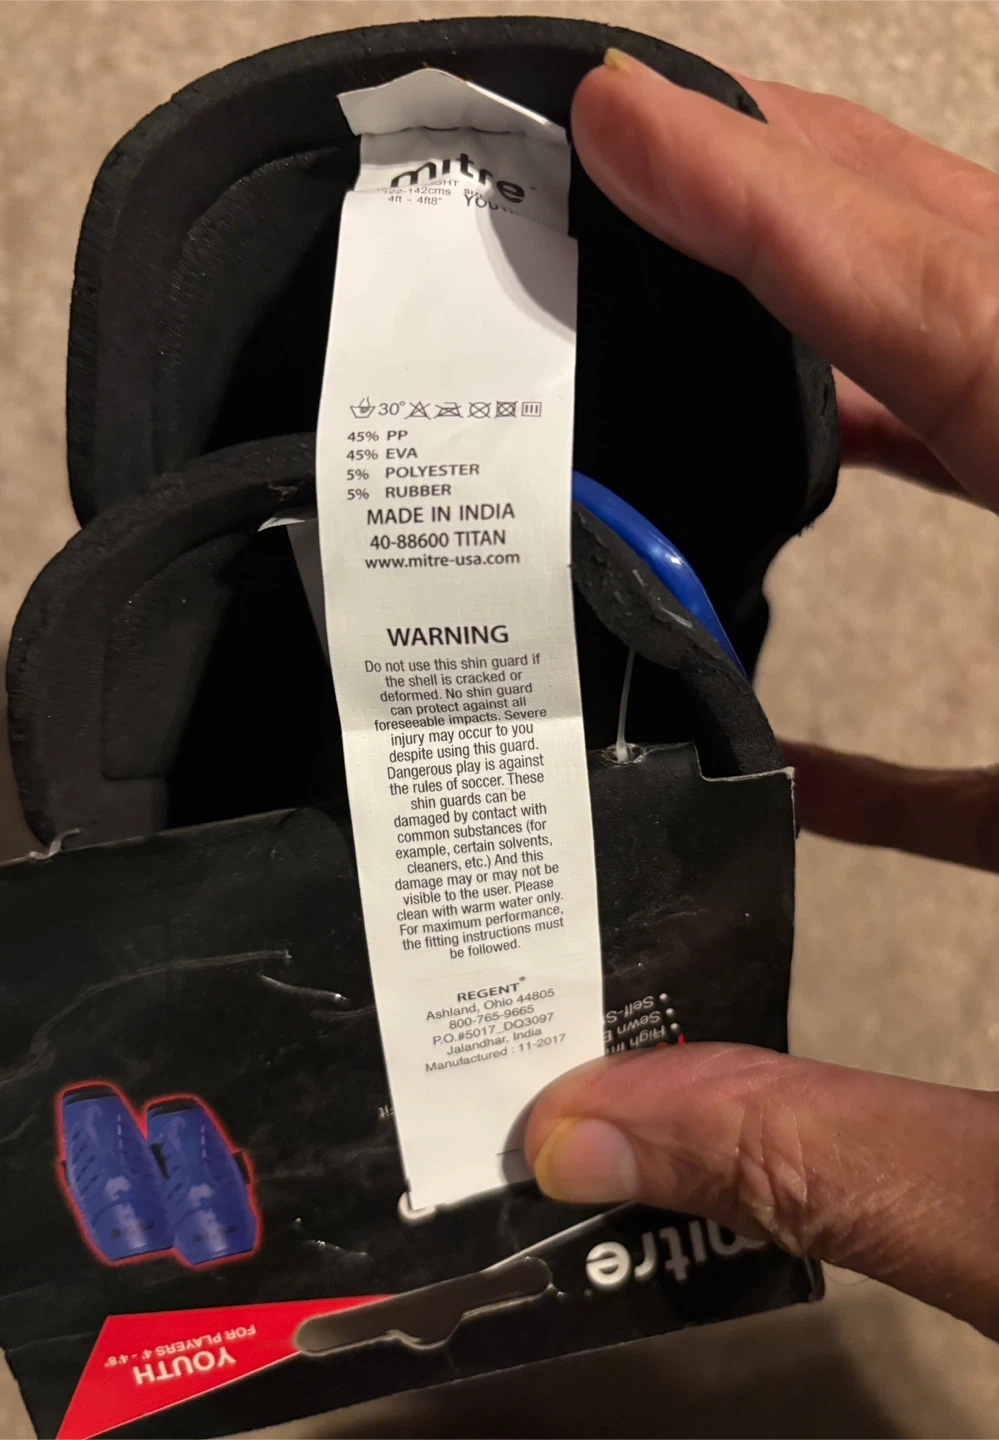 mitre
122-142cms
4ft - 4ft8"
30°
45% PP
45% EVA
5% POLYESTER
5% RUBBER
MADE IN INDIA
40-88600 TITAN
www.mitre-usa.com
WARNING
Do not use this shin guard if
the shell is cracked or
deformed. No shin guard
can protect against all
foreseeable impacts. Severe
injury may occur to you
despite using this guard.
Dangerous play is against
the rules of soccer. These
shin guards can be
damaged by contact with
common substances (for
example, certain solvents,
cleaners, etc.) And this
damage may or may not be
visible to the user. Please
clean with warm water only.
For maximum performance,
the fitting instructions must
be followed.
REGENT®
Ashland, Ohio 44805
800-765-9665
P.O.#5017_DQ3097
Jalandhar, India
Manufactured : 11-2017
mitre
YOUTH
FOR PLAYERS 4' - 4'8"
• High
• Sewn